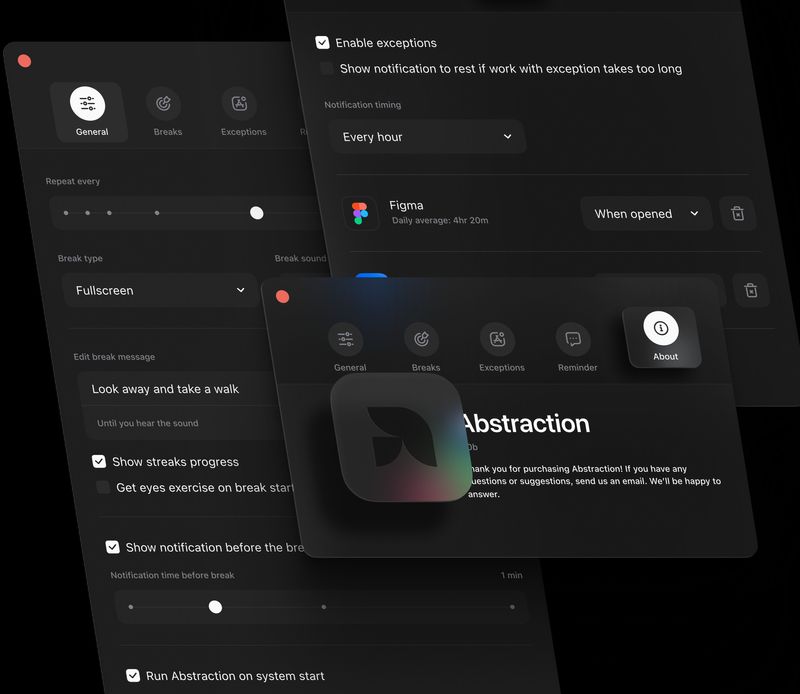 Enable exceptions
Show notification to rest if work with exception takes too long
Notification timing
Every hour
Figma
Daily average: 4hr 20m
When opened
General
Breaks
Exceptions
Repeat every
Break type
Break sound
Fullscreen
Edit break message
Look away and take a walk
Until you hear the sound
Show streaks progress
Get eyes exercise on break start
Show notification before the bre
Notification time before break
1 min
Run Abstraction on system start
General
Breaks
Exceptions
Reminder
About
Abstraction
0b
hank you for purchasing Abstraction! If you have any
uestions or suggestions, send us an email. We'll be happy to
answer.